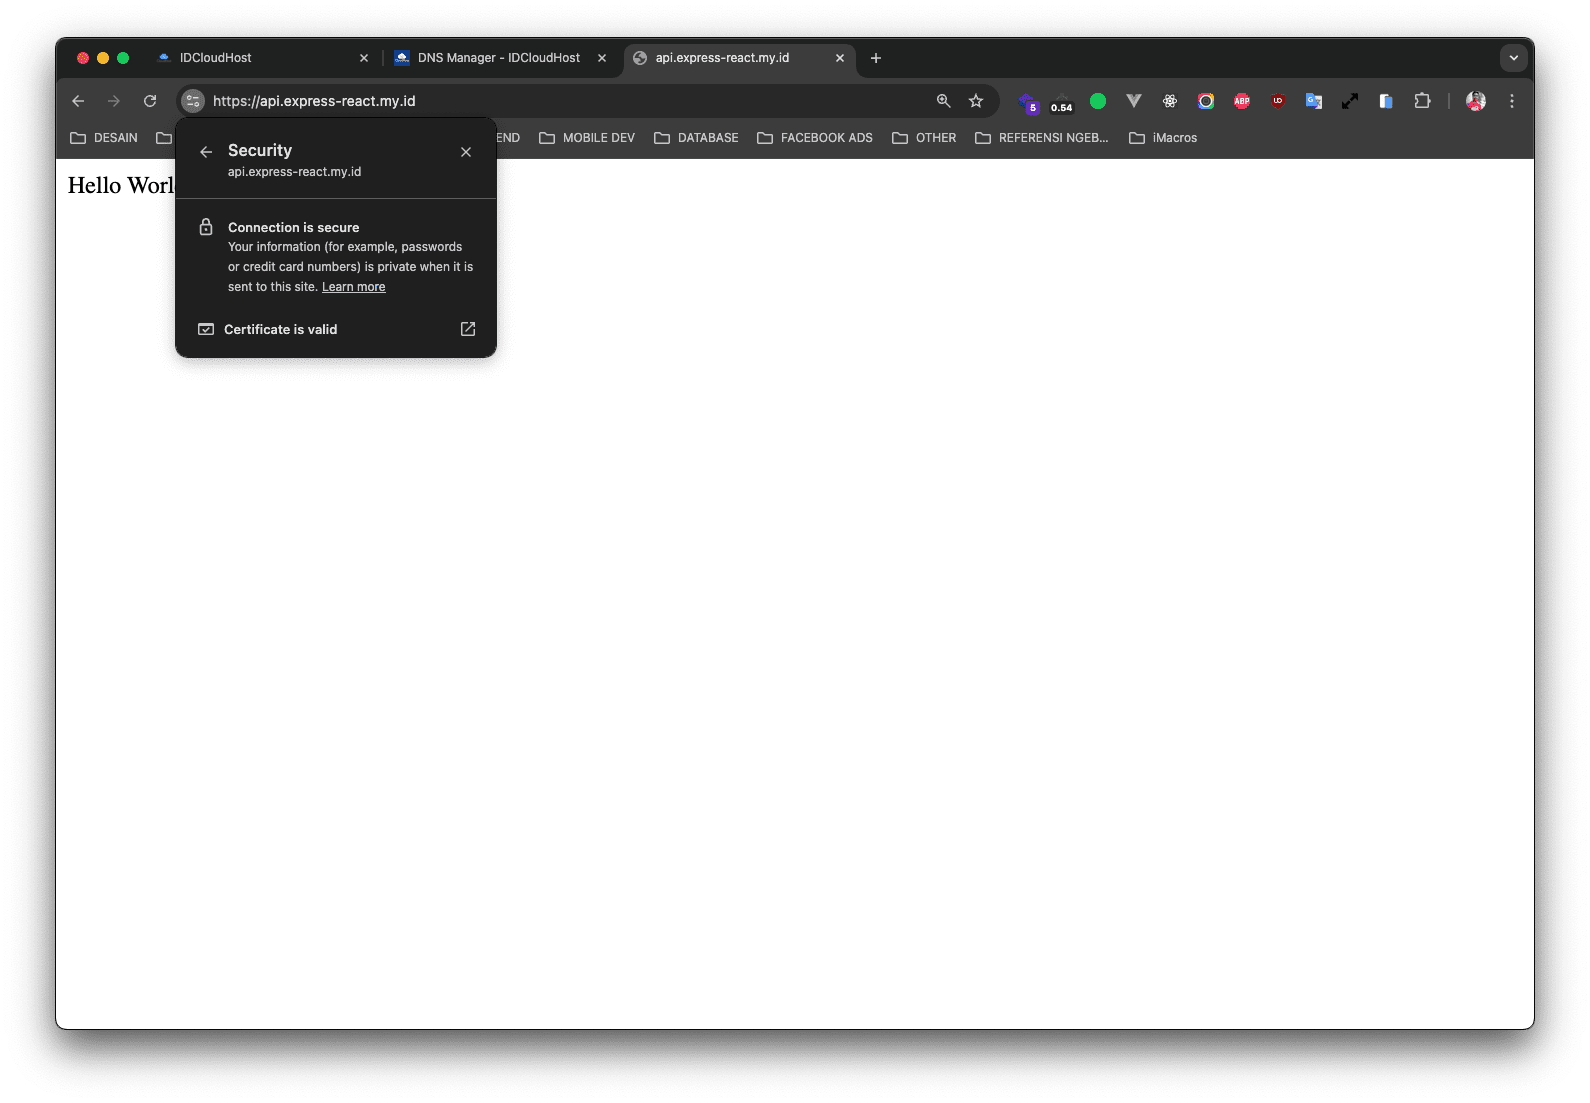 IDCloudHost
DNS Manager - IDCloudHost
api.express-react.my.id
https://api.express-react.my.id
5
0.54
ABP
DESAIN
END
MOBILE DEV
DATABASE
FACEBOOK ADS
OTHER
REFERENSI NGEB...
iMacros
Security
api.express-react.my.id
Hello Worl
Connection is secure
Your information (for example, passwords
or credit card numbers) is private when it is
sent to this site. Learn more
Certificate is valid